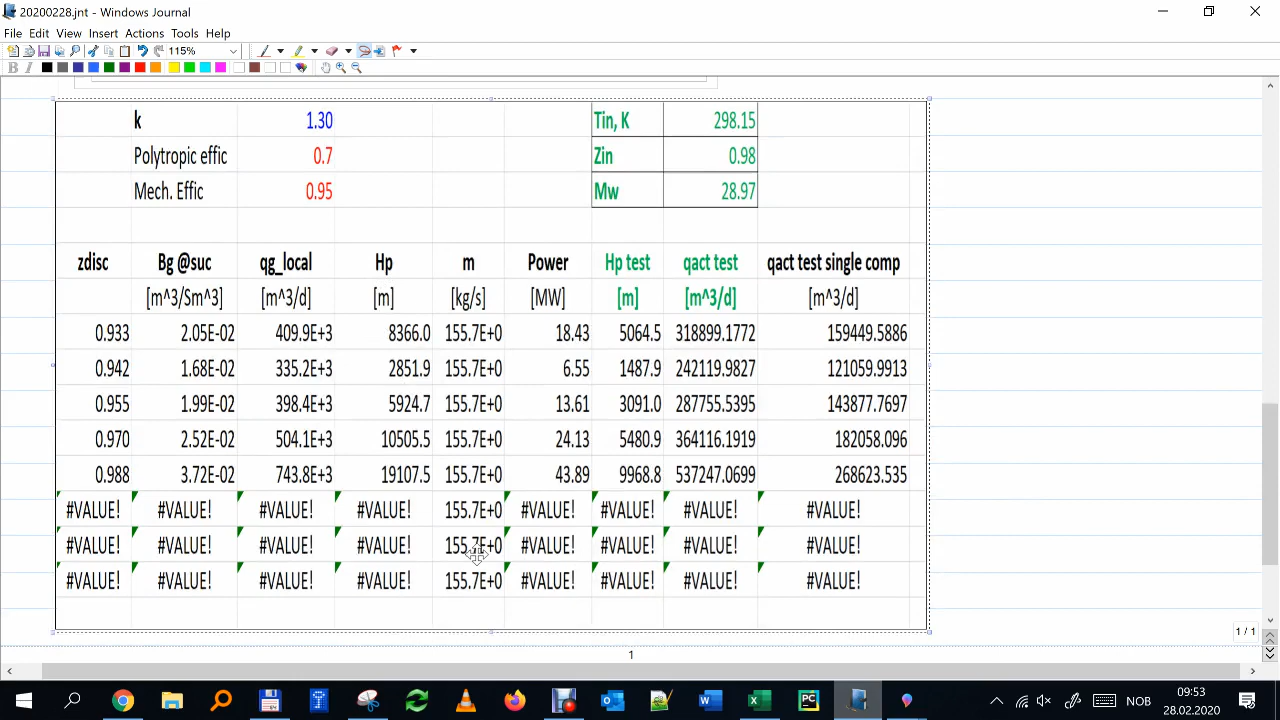 20200228.jnt - Windows Journal
File Edit View Insert Actions Tools Help
115%
B I
k 1.30 Tin, K 298.15
Polytropic effic 0.7 Zin 0.98
Mech. Effic 0.95 Mw 28.97
zdisc Bg @suc qg_local Hp m Power Hp test qact test qact test single comp
[m^3/Sm^3] [m^3/d] [m] [kg/s] [MW] [m] [m^3/d] [m^3/d]
0.933 2.05E-02 409.9E+3 8366.0 155.7E+0 18.43 5064.5 318899.1772 159449.5886
0.942 1.68E-02 335.2E+3 2851.9 155.7E+0 6.55 1487.9 242119.9827 121059.9913
0.955 1.99E-02 398.4E+3 5924.7 155.7E+0 13.61 3091.0 287755.5395 143877.7697
0.970 2.52E-02 504.1E+3 10505.5 155.7E+0 24.13 5480.9 364116.1919 182058.096
0.988 3.72E-02 743.8E+3 19107.5 155.7E+0 43.89 9968.8 537247.0699 268623.535
#VALUE! #VALUE! #VALUE! #VALUE! 155.7E+0 #VALUE! #VALUE! #VALUE! #VALUE!
#VALUE! #VALUE! #VALUE! #VALUE! 155.7E+0 #VALUE! #VALUE! #VALUE! #VALUE!
#VALUE! #VALUE! #VALUE! #VALUE! 155.7E+0 #VALUE! #VALUE! #VALUE! #VALUE!
1 / 1
1
NOB 09:53
28.02.2020